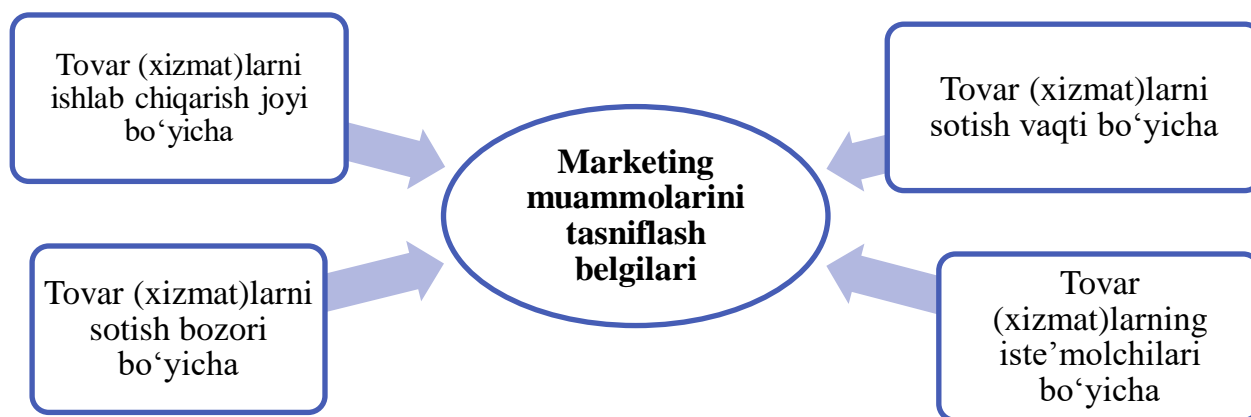 Tovar (xizmat)larni
ishlab chiqarish joyi
bo‘yicha
Tovar (xizmat)larni
sotish vaqti bo‘yicha
Marketing
muammolarini
tasniflash
belgilari
Tovar (xizmat)larni
sotish bozori
bo‘yicha
Tovar
(xizmat)larning
iste’molchilari
bo‘yicha